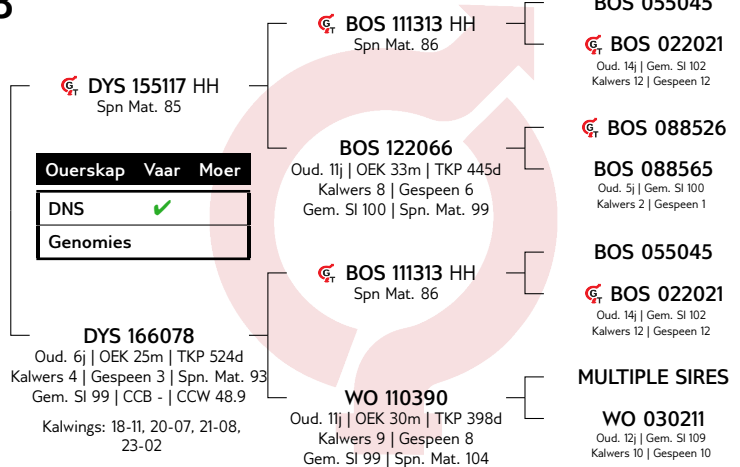 BOS 055045
GT BOS 111313 HH
Spn Mat. 86
GT BOS 022021
Oud. 14j | Gem. SI 102
Kalwers 12 | Gespeen 12
GT DYS 155117 HH
Spn Mat. 85
GT BOS 088526
BOS 122066
Oud. 11j | OEK 33m | TKP 445d
Kalwers 8 | Gespeen 6
Gem. SI 100 | Spn. Mat. 99
BOS 088565
Oud. 5j | Gem. SI 100
Kalwers 2 | Gespeen 1
Ouerskap Vaar Moer
DNS ✔
Genomies
BOS 055045
GT BOS 111313 HH
Spn Mat. 86
GT BOS 022021
Oud. 14j | Gem. SI 102
Kalwers 12 | Gespeen 12
DYS 166078
Oud. 6j | OEK 25m | TKP 524d
Kalwers 4 | Gespeen 3 | Spn. Mat. 93
Gem. SI 99 | CCB - | CCW 48.9
Kalwings: 18-11, 20-07, 21-08,
23-02
MULTIPLE SIRES
WO 110390
Oud. 11j | OEK 30m | TKP 398d
Kalwers 9 | Gespeen 8
Gem. SI 99 | Spn. Mat. 104
WO 030211
Oud. 12j | Gem. SI 109
Kalwers 10 | Gespeen 10